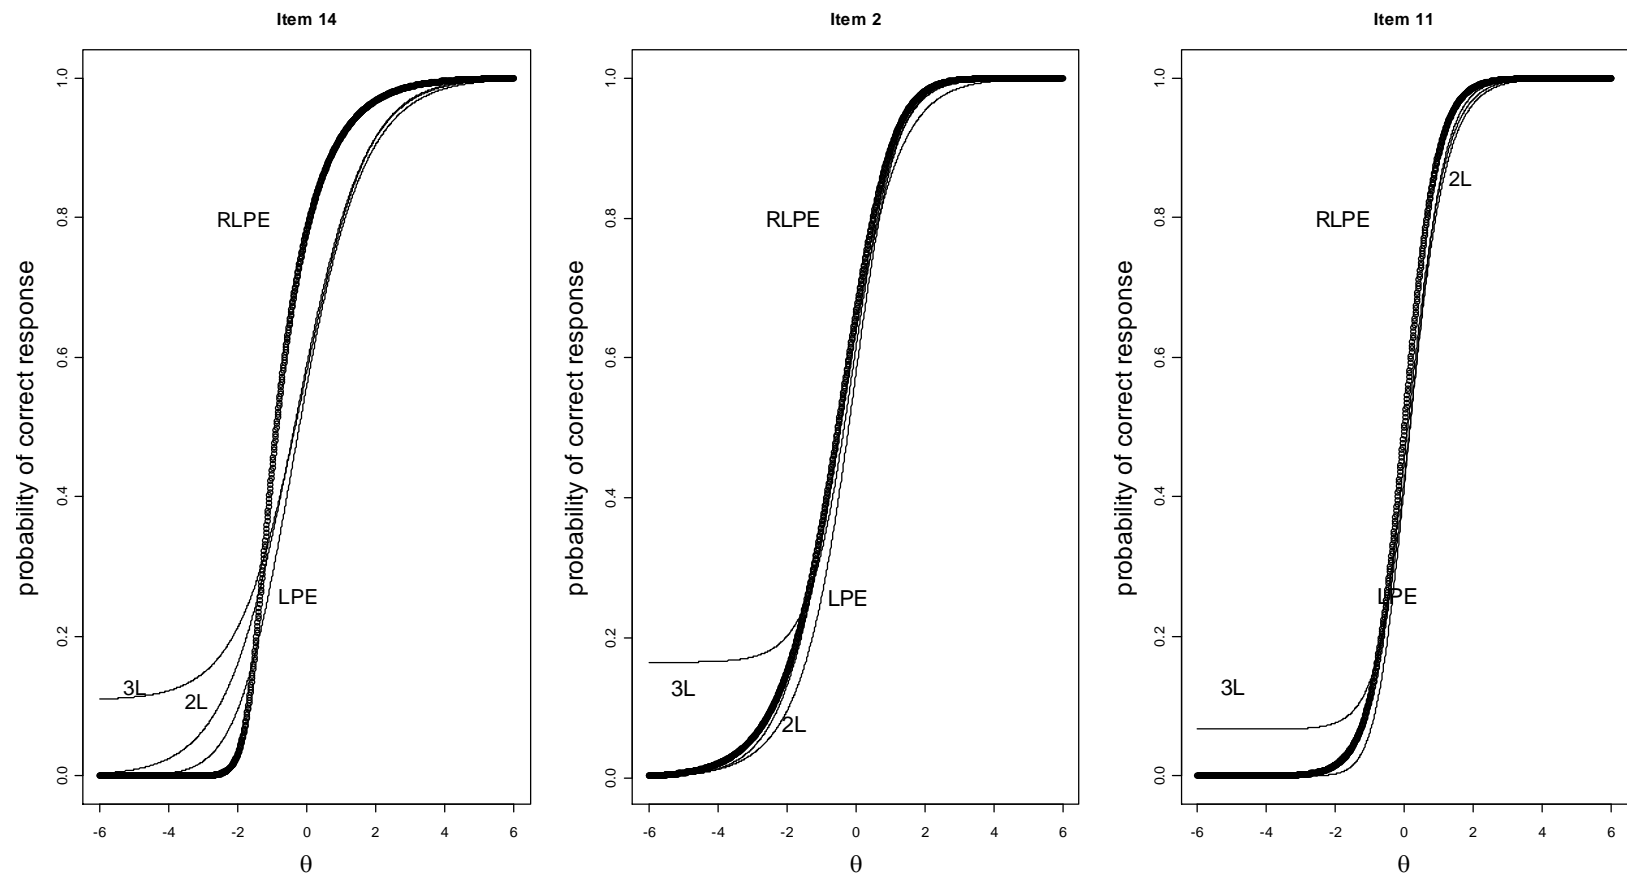 Item 14
probability of correct response
0.0
0.2
0.4
0.6
0.8
1.0
RLPE
LPE
3L
2L
-6 -4 -2 0 2 4 6
θ
Item 2
probability of correct response
0.0
0.2
0.4
0.6
0.8
1.0
RLPE
LPE
3L
2L
-6 -4 -2 0 2 4 6
θ
Item 11
probability of correct response
0.0
0.2
0.4
0.6
0.8
1.0
2L
RLPE
LPE
3L
-6 -4 -2 0 2 4 6
θ